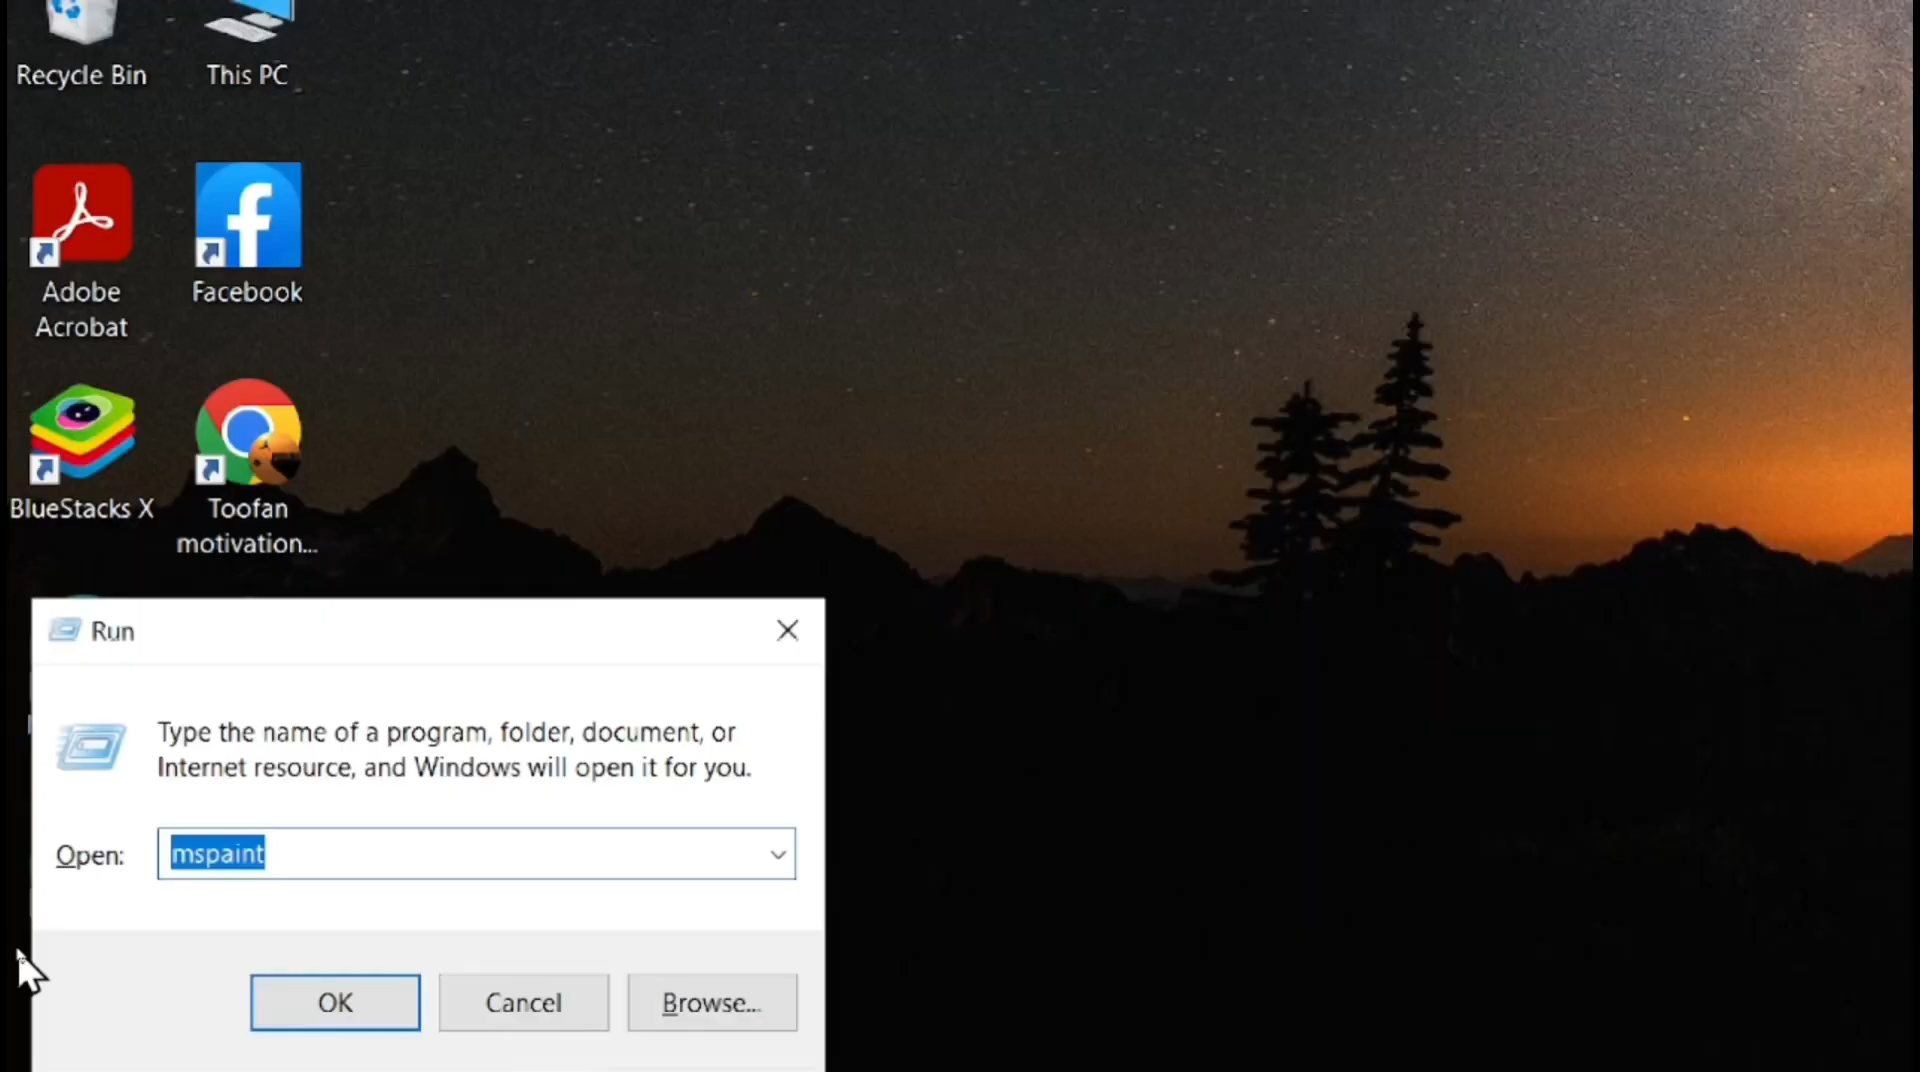 Recycle Bin
This PC
Adobe
Acrobat
Facebook
BlueStacks X
Toofan
motivation...
Run
Type the name of a program, folder, document, or
Internet resource, and Windows will open it for you.
Open:
mspaint
OK
Cancel
Browse...